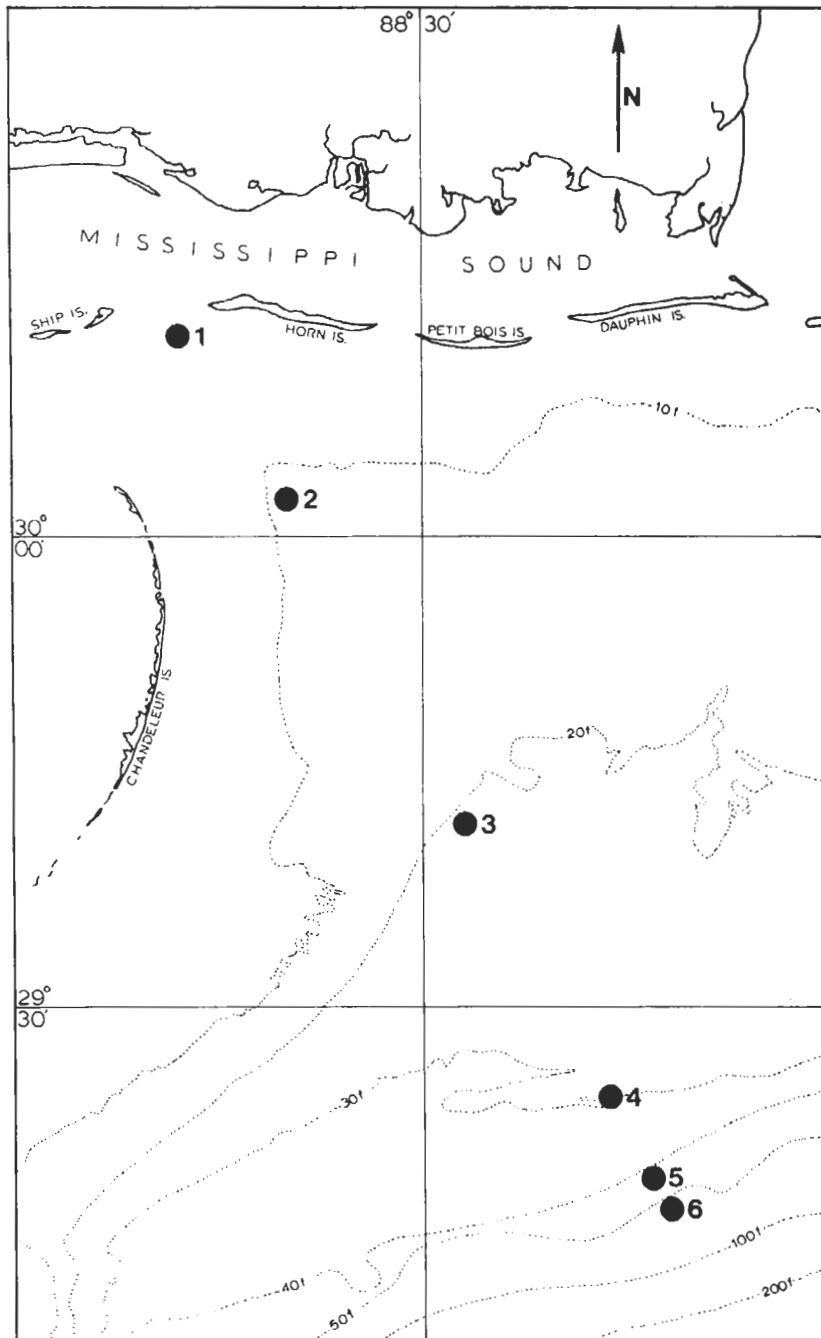 88° 30′
N
MISSISSIPPI SOUND
SHIP IS.
1
HORN IS.
PETIT BOIS IS
DAUPHIN IS.
10f
2
30°
00′
CHANDELEUR IS
20f
3
29°
30′
30f
4
5
6
100f
40f
50f
200f